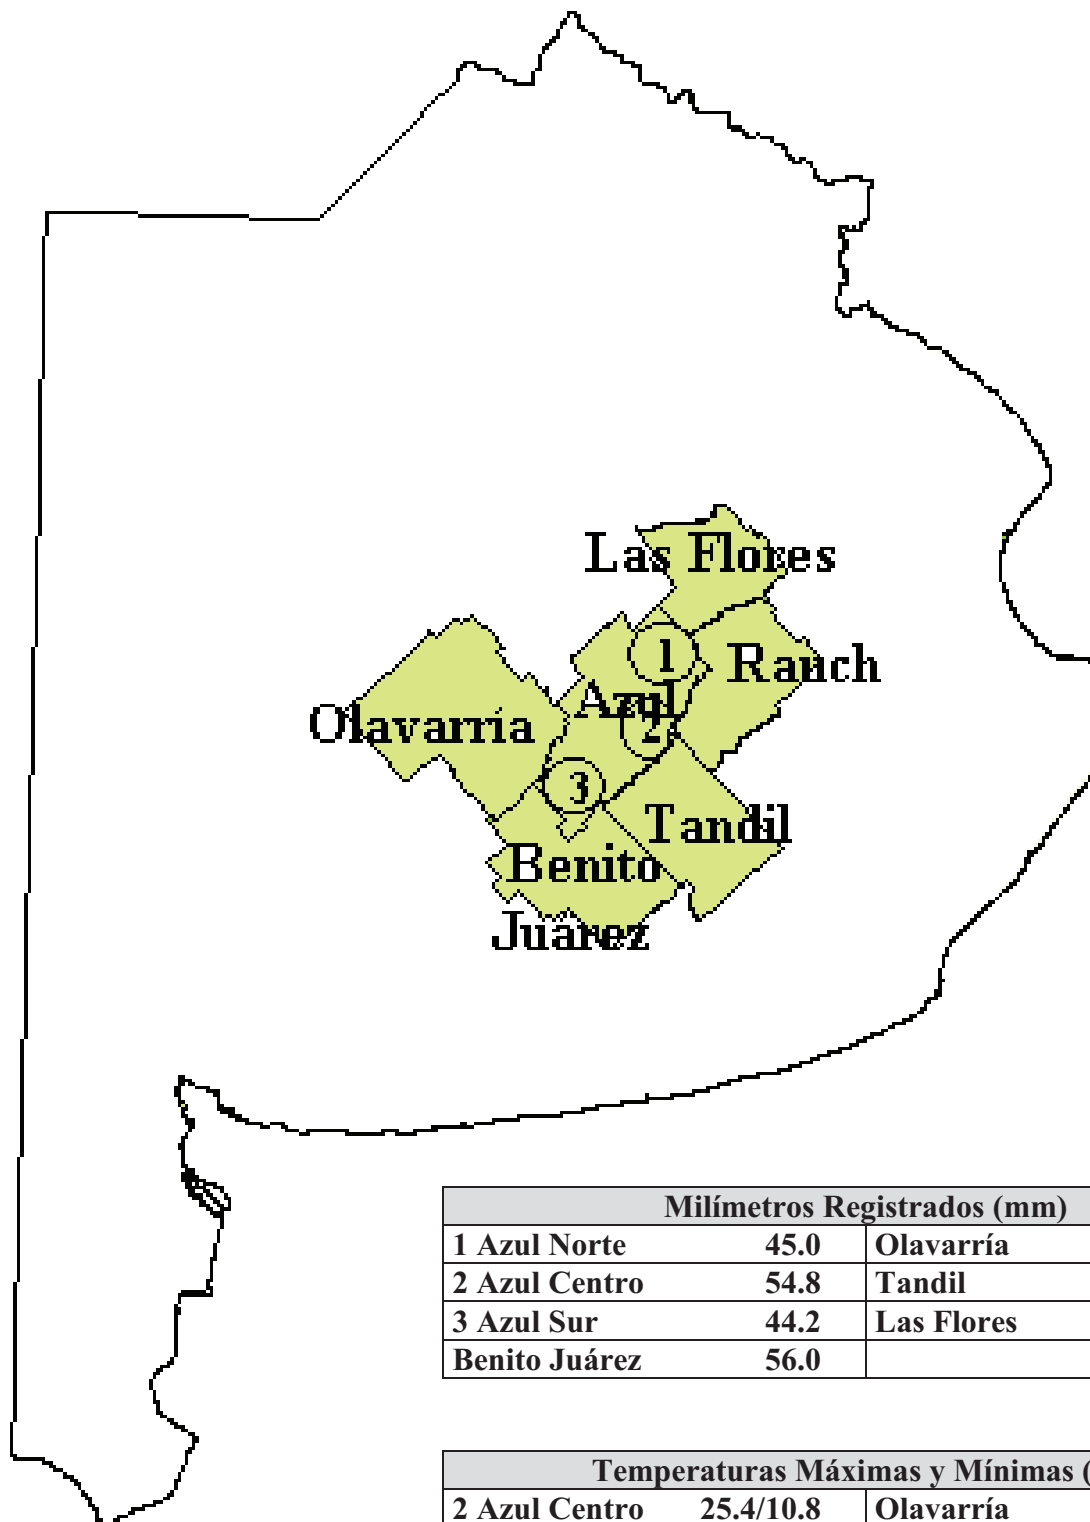 Las Flores
1
Rauch
Azul
2
Olavarría
3
Tandil
Benito
Juárez
Milímetros Registrados (mm)
1 Azul Norte 45.0 Olavarría
2 Azul Centro 54.8 Tandil
3 Azul Sur 44.2 Las Flores
Benito Juárez 56.0
Temperaturas Máximas y Mínimas (
2 Azul Centro 25.4/10.8 Olavarría